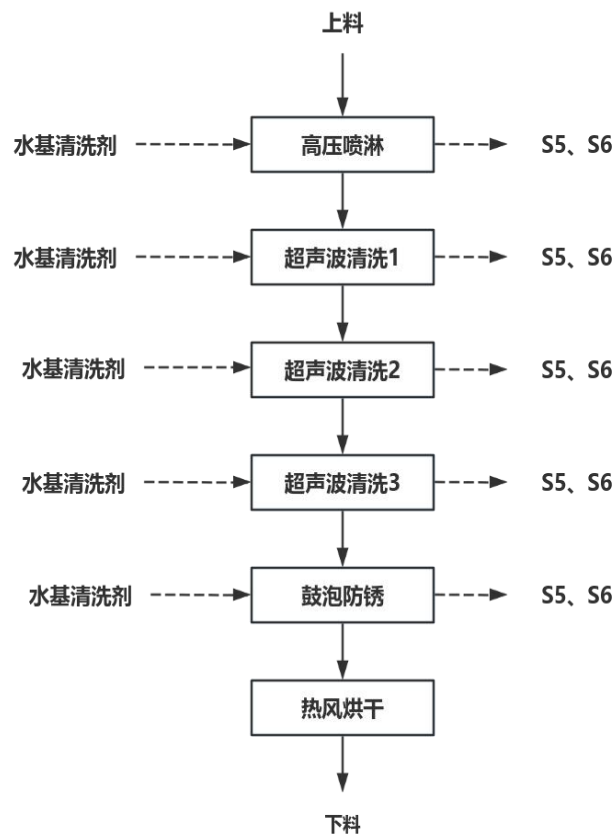 上料
水基清洗剂 高压喷淋 S5、S6
水基清洗剂 超声波清洗1 S5、S6
水基清洗剂 超声波清洗2 S5、S6
水基清洗剂 超声波清洗3 S5、S6
水基清洗剂 鼓泡防锈 S5、S6
热风烘干
下料